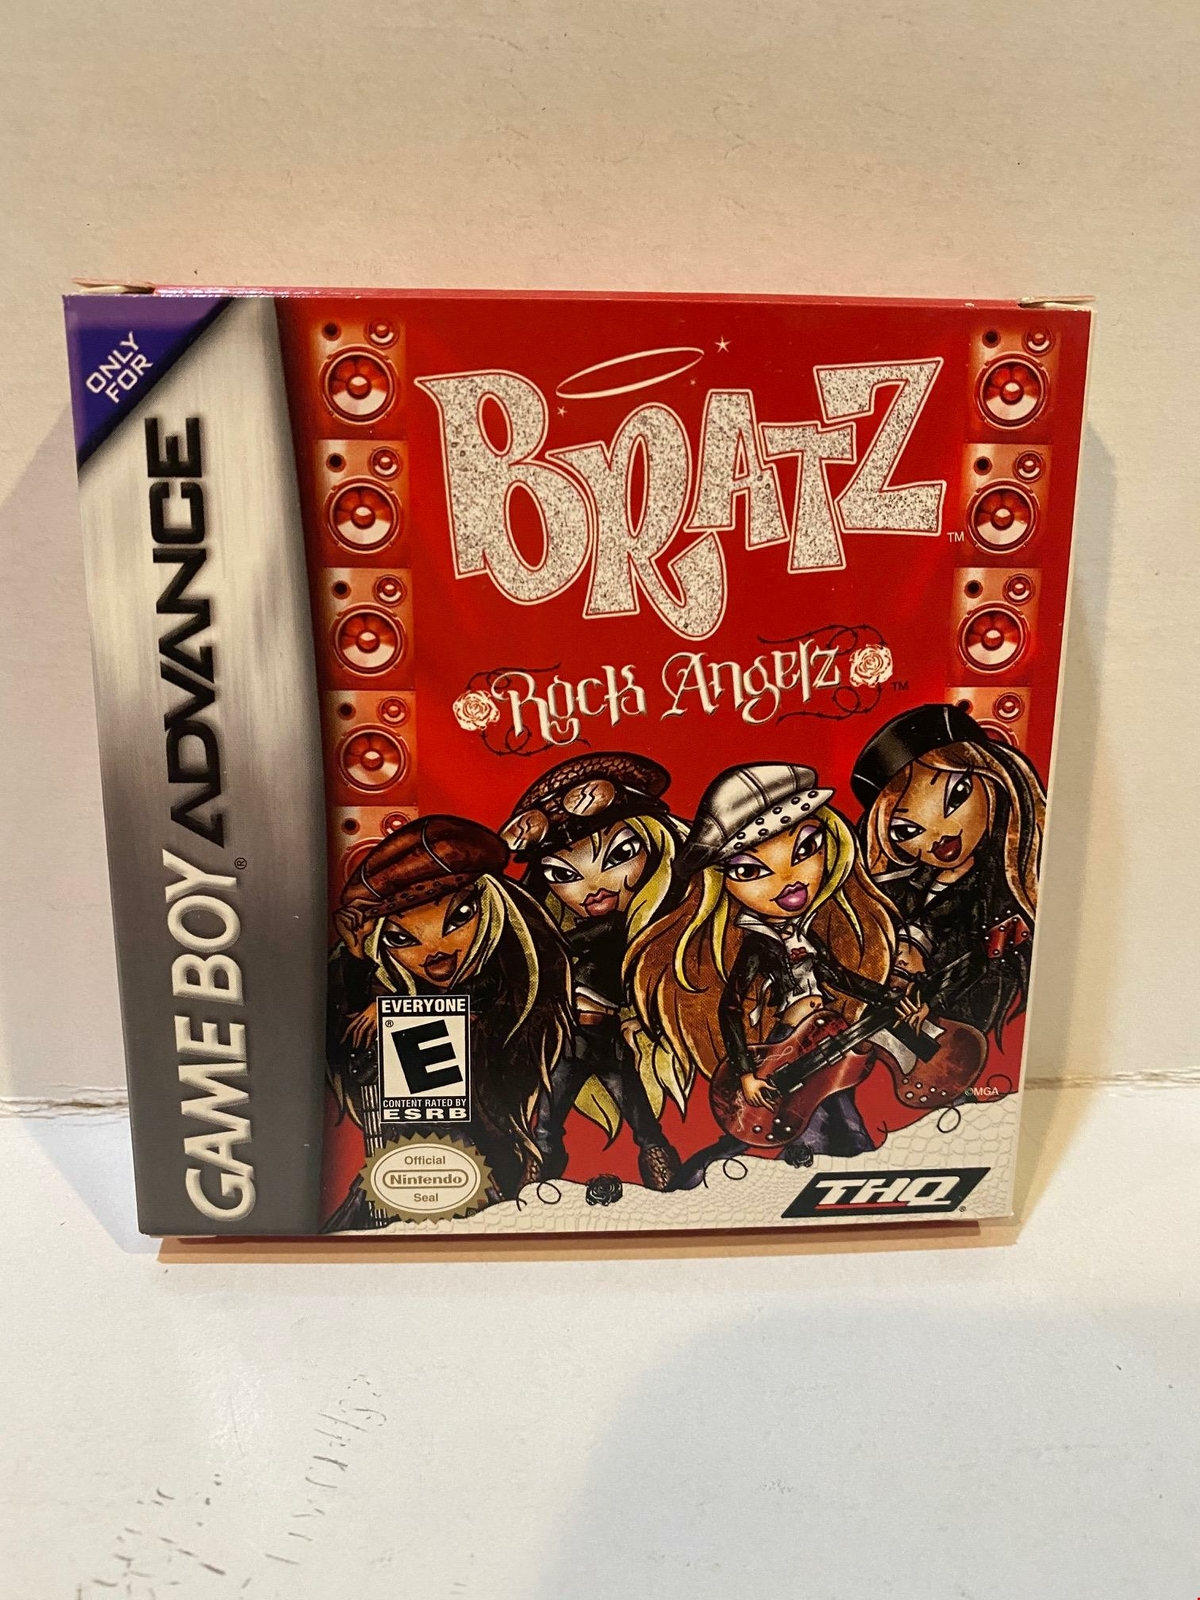 ONLY
FOR
GAME BOY ADVANCE
®
BRATZ
TM
Rock Angelz
TM
EVERYONE
®
E
CONTENT RATED BY
ESRB
Official
Nintendo
Seal
©MGA
THQ
®